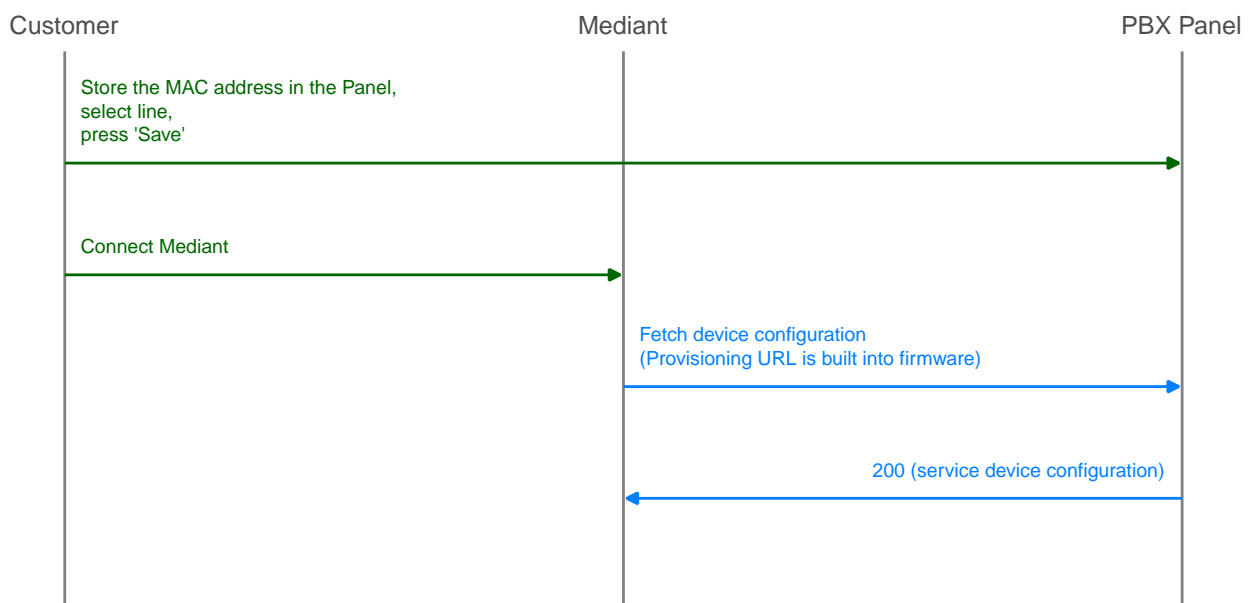 Customer
Mediant
PBX Panel
Store the MAC address in the Panel,
select line,
press 'Save'
Connect Mediant
Fetch device configuration
(Provisioning URL is built into firmware)
200 (service device configuration)